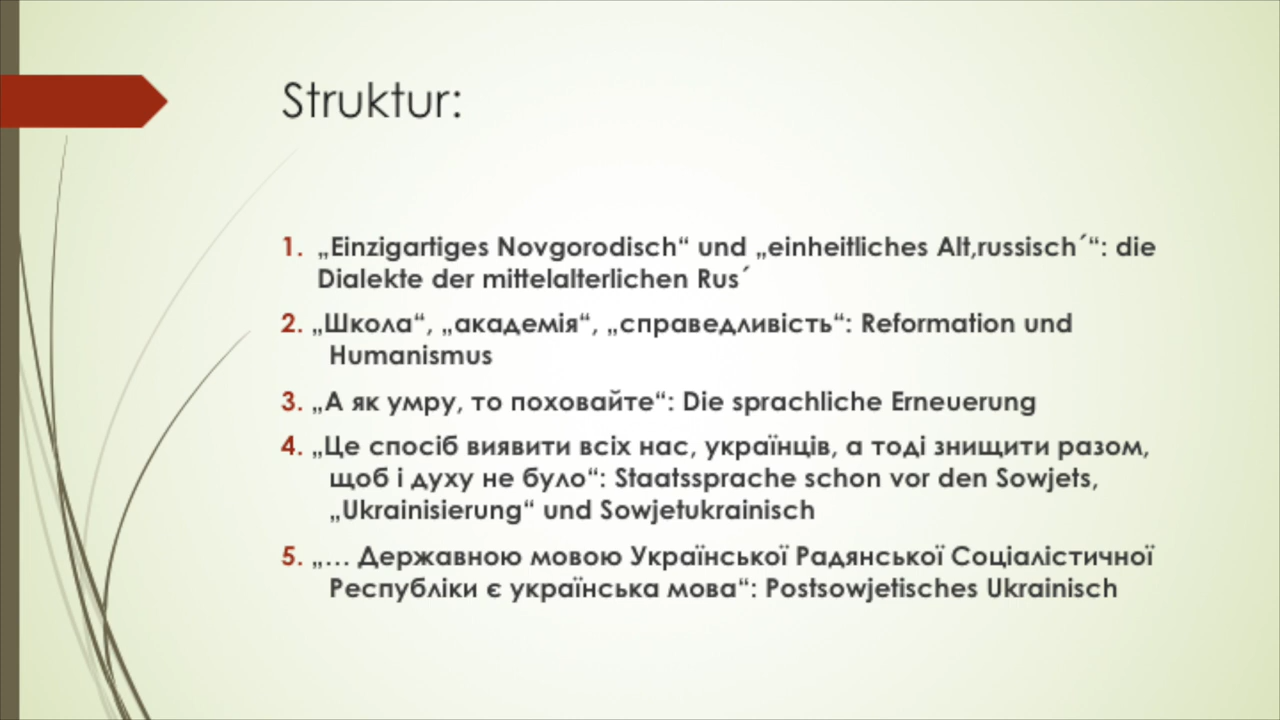 Struktur:
1. „Einzigartiges Novgorodisch“ und „einheitliches Alt‚russisch´“: die
Dialekte der mittelalterlichen Rus´
2. „Школа“, „академія“, „справедливість“: Reformation und
Humanismus
3. „А як умру, то поховайте“: Die sprachliche Erneuerung
4. „Це спосіб виявити всіх нас, українців, а тоді знищити разом,
щоб і духу не було“: Staatssprache schon vor den Sowjets,
„Ukrainisierung“ und Sowjetukrainisch
5. „… Державною мовою Української Радянської Соціалістичної
Республіки є українська мова“: Postsowjetisches Ukrainisch